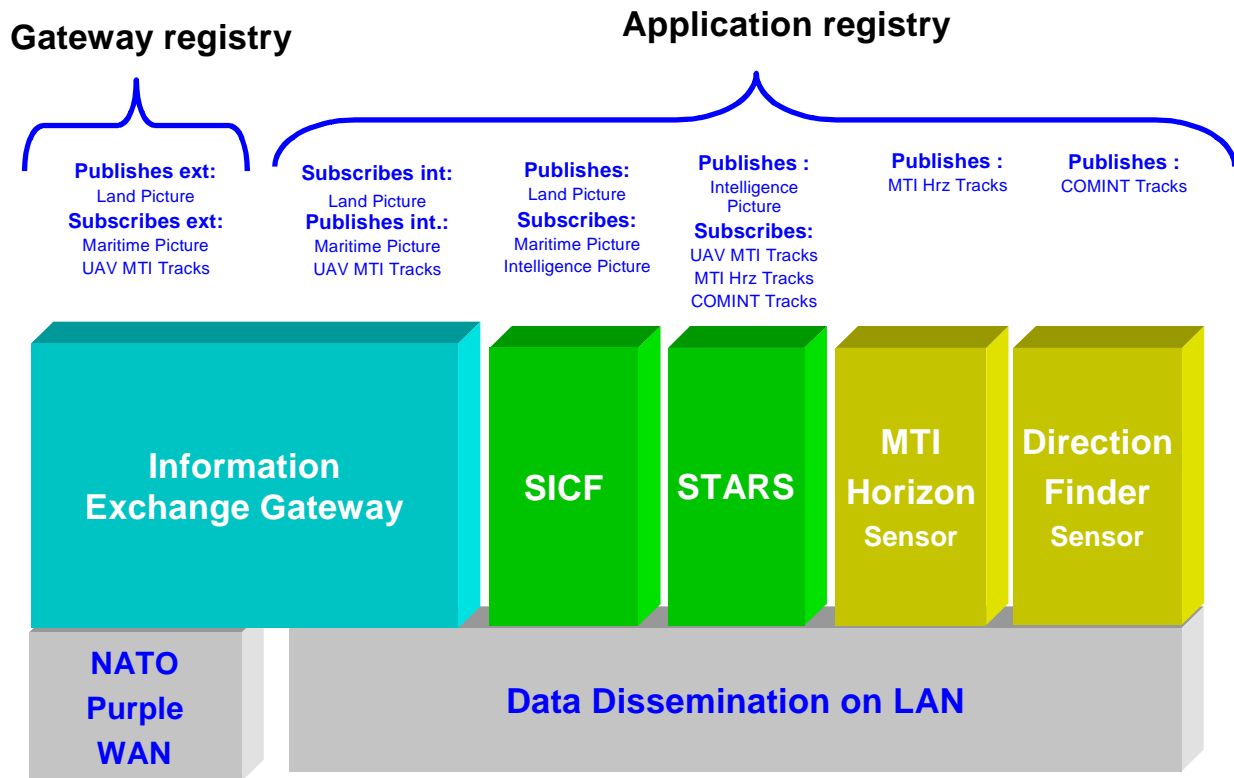 Gateway registry
Application registry
Publishes ext:
Land Picture
Subscribes ext:
Maritime Picture
UAV MTI Tracks
Subscribes int:
Land Picture
Publishes int.:
Maritime Picture
UAV MTI Tracks
Publishes:
Land Picture
Subscribes:
Maritime Picture
Intelligence Picture
Publishes :
Intelligence
Picture
Subscribes:
UAV MTI Tracks
MTI Hrz Tracks
COMINT Tracks
Publishes :
MTI Hrz Tracks
Publishes :
COMINT Tracks
Information
Exchange Gateway
SICF
STARS
MTI
Horizon
Sensor
Direction
Finder
Sensor
NATO
Purple
WAN
Data Dissemination on LAN